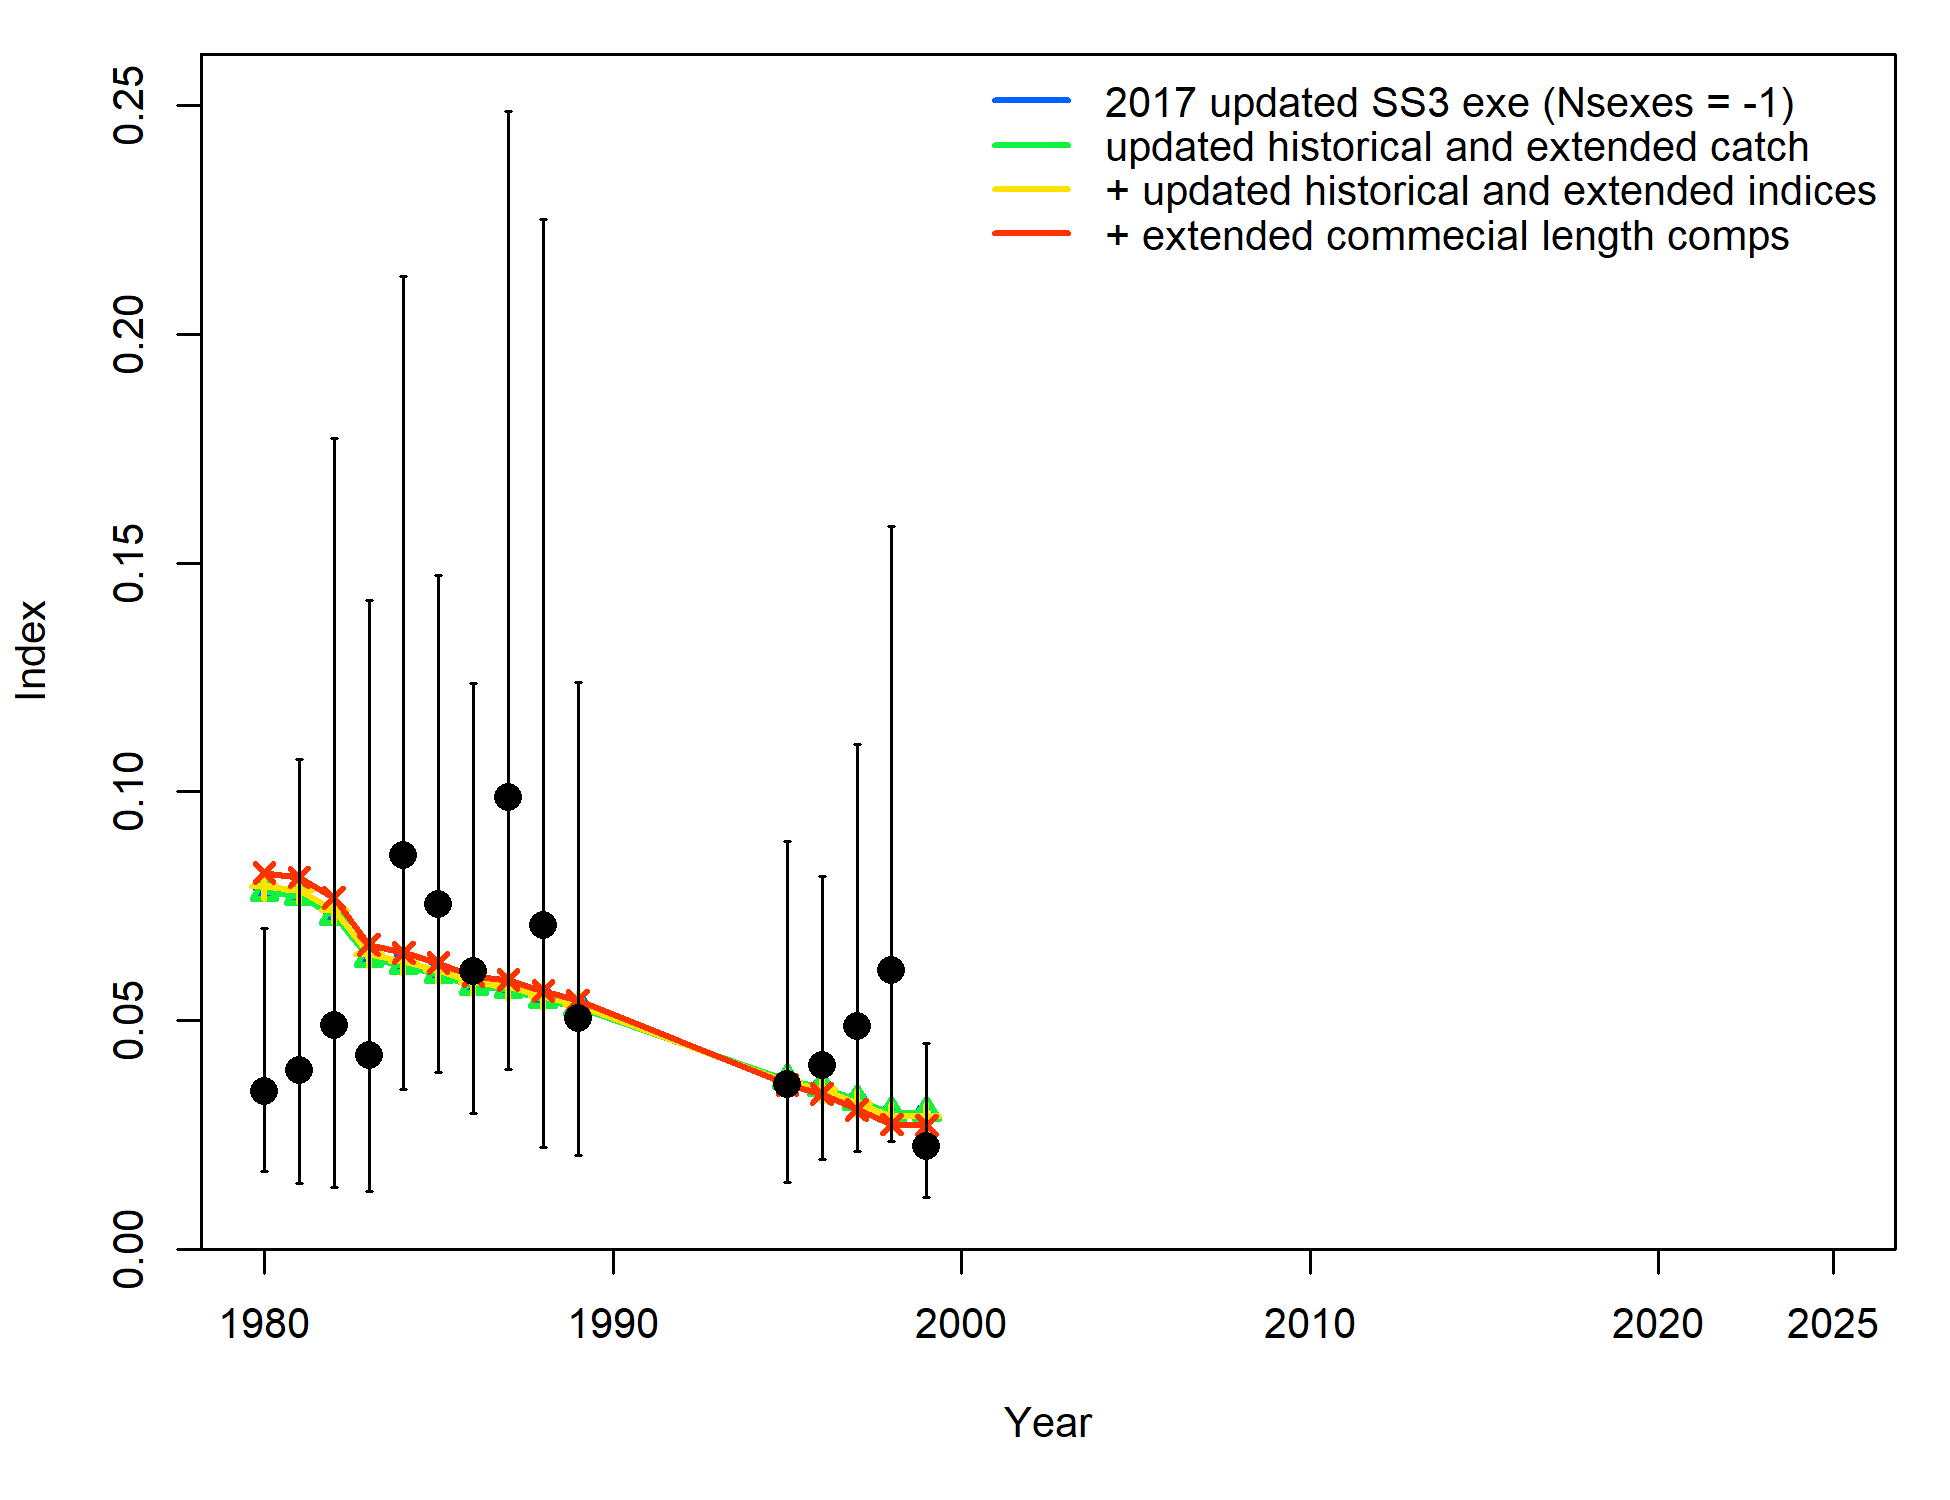 2017 updated SS3 exe (Nsexes = -1)
updated historical and extended catch
+ updated historical and extended indices
+ extended commecial length comps
0.25
0.20
0.15
0.10
0.05
0.00
Index
1980 1990 2000 2010 2020 2025
Year